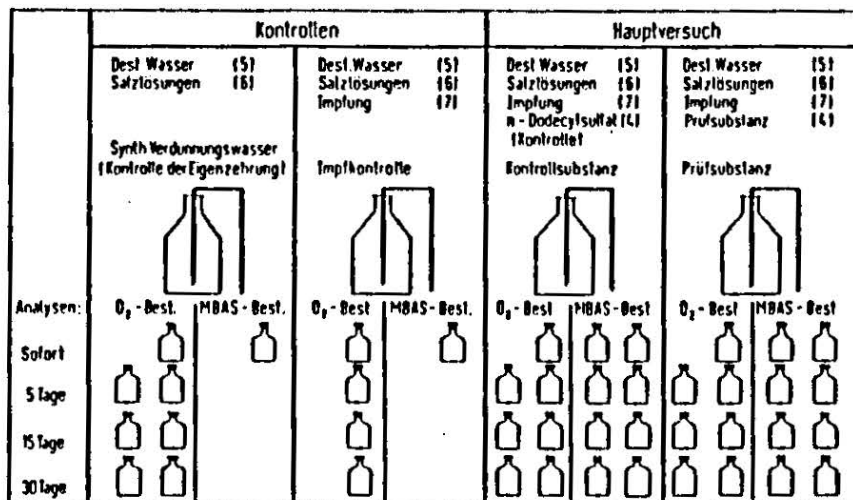 Kontrollen
Hauptversuch
Dest Wasser (5)
Salzlösungen (6)
Synth Verdünnungswasser
(Kontrolle der Eigenzehrung)
Dest. Wasser (5)
Salzlösungen (6)
Impfung (7)
Impfkontrolle
Dest Wasser (5)
Salzlösungen (6)
Impfung (7)
n - Dodecylsulfat (4)
(Kontrolle)
Kontrollsubstanz
Dest. Wasser (5)
Salzlösungen (6)
Impfung (7)
Prüfsubstanz (4)
Prüfsubstanz
Analysen: O₂ - Best. MBAS - Best. O₂ - Best MBAS - Best. O₂ - Best MBAS - Best O₂ - Best MBAS - Best
Sofort
5 Tage
15 Tage
30 Tage